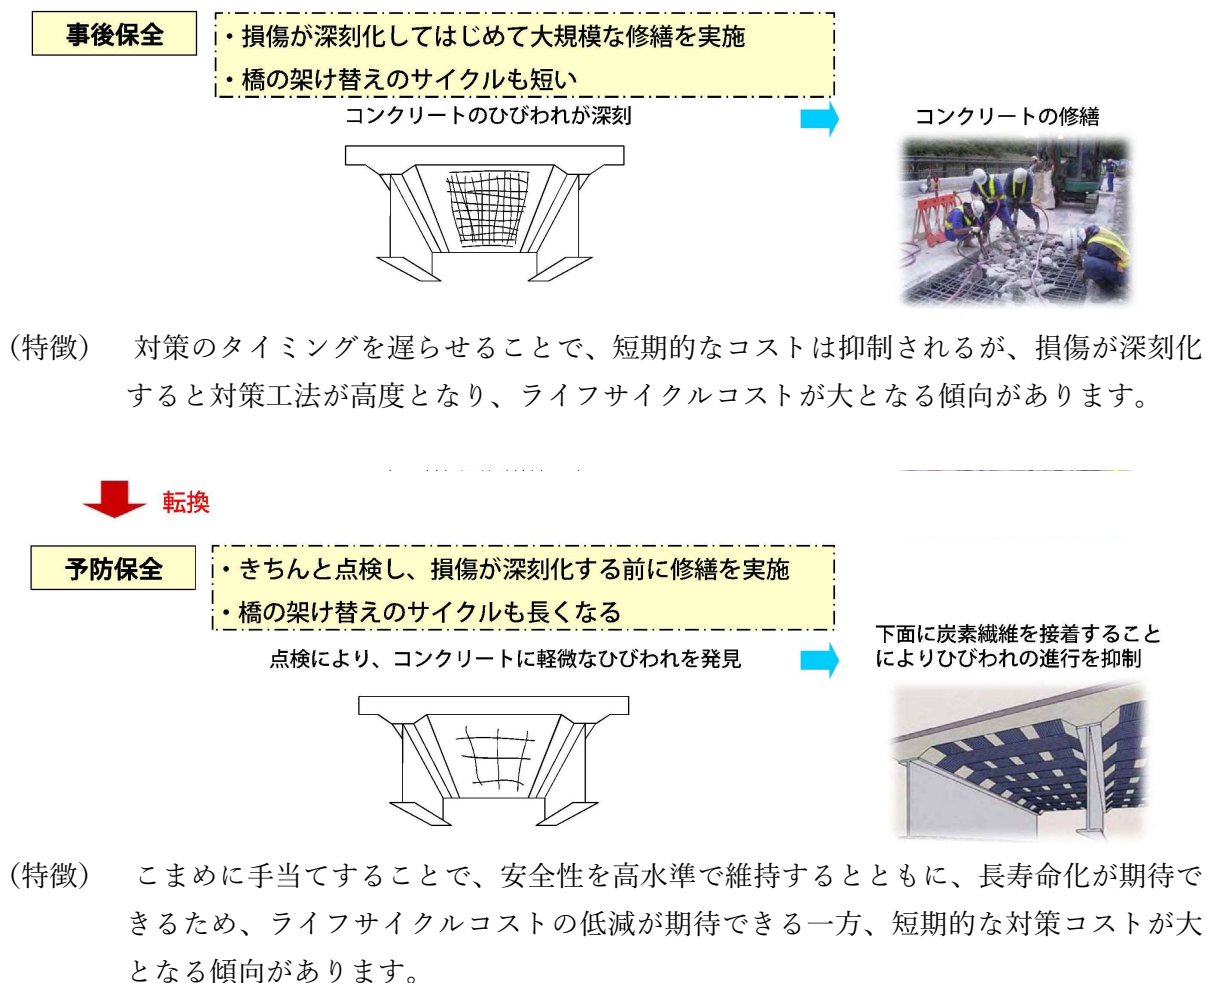 事後保全
・損傷が深刻化してはじめて大規模な修繕を実施
・橋の架け替えのサイクルも短い
コンクリートのひびわれが深刻
コンクリートの修繕
(特徴) 対策のタイミングを遅らせることで、短期的なコストは抑制されるが、損傷が深刻化
すると対策工法が高度となり、ライフサイクルコストが大となる傾向があります。
転換
予防保全
・きちんと点検し、損傷が深刻化する前に修繕を実施
・橋の架け替えのサイクルも長くなる
点検により、コンクリートに軽微なひびわれを発見
下面に炭素繊維を接着すること
によりひびわれの進行を抑制
(特徴) こまめに手当てすることで、安全性を高水準で維持するとともに、長寿命化が期待で
きるため、ライフサイクルコストの低減が期待できる一方、短期的な対策コストが大
となる傾向があります。